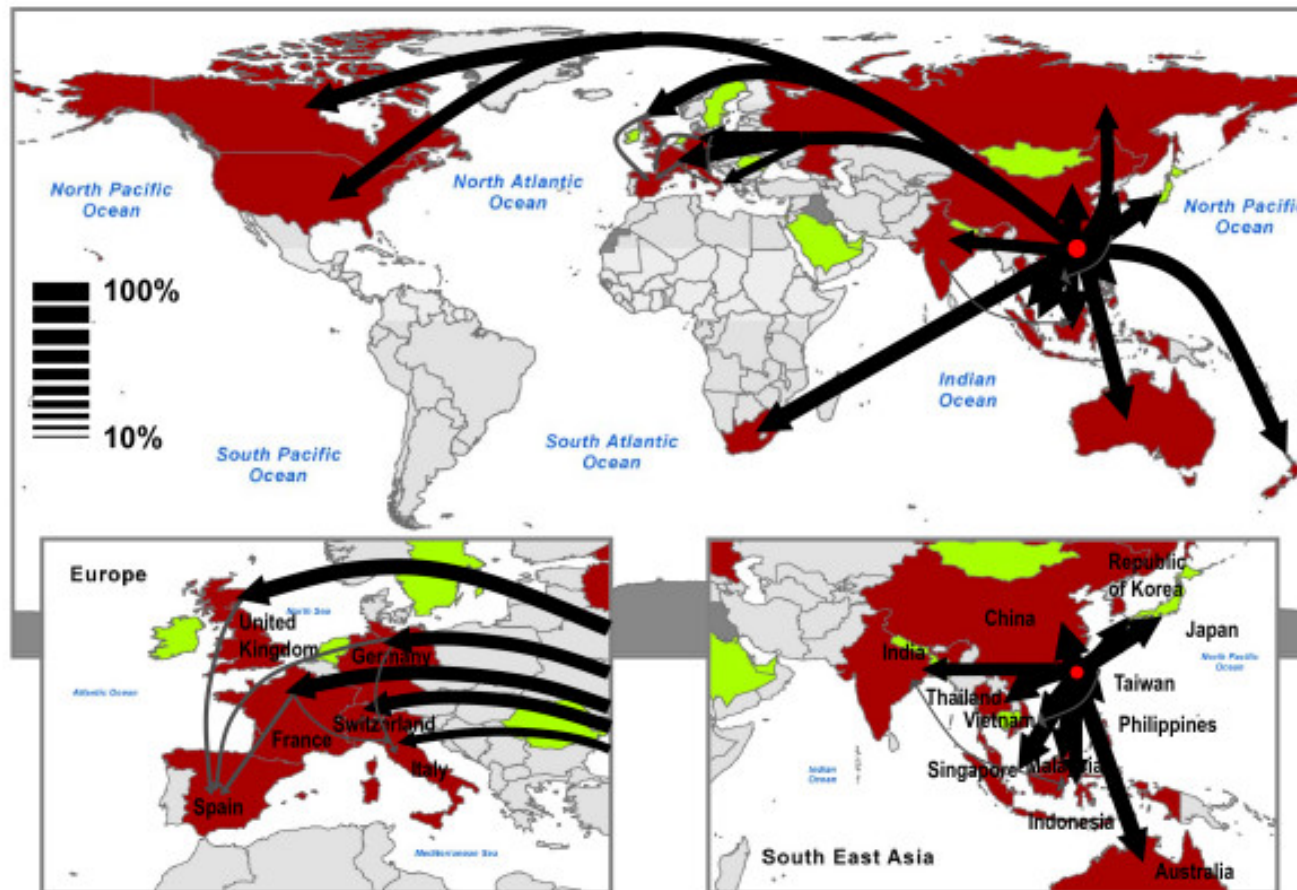 North Pacific
Ocean
North Atlantic
Ocean
North Pacific
Ocean
100%
10%
Indian
Ocean
South Pacific
Ocean
South Atlantic
Ocean
Europe
North Sea
United
Kingdom
Germany
Atlantic Ocean
Switzerland
France
Italy
Spain
Mediterranean Sea
Republic
of Korea
China
Japan
North Pacific
Ocean
India
Taiwan
Thailand
Vietnam
Philippines
Indian
Ocean
Singapore
Malaysia
Indonesia
South East Asia
Australia